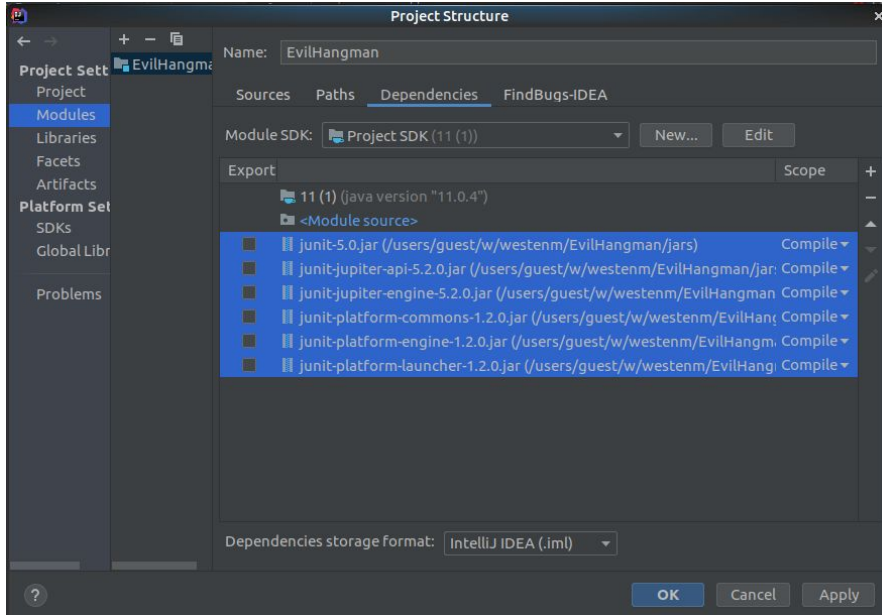 Project Structure
Project Sett
Project
Modules
Libraries
Facets
Artifacts
Platform Set
SDKs
Global Libr
Problems
EvilHangma
Name: EvilHangman
Sources Paths Dependencies FindBugs-IDEA
Module SDK: Project SDK (11 (1)) New... Edit
Export Scope
11 (1) (java version "11.0.4")
<Module source>
junit-5.0.jar (/users/guest/w/westenm/EvilHangman/jars) Compile
junit-jupiter-api-5.2.0.jar (/users/guest/w/westenm/EvilHangman/jar Compile
junit-jupiter-engine-5.2.0.jar (/users/guest/w/westenm/EvilHangman Compile
junit-platform-commons-1.2.0.jar (/users/guest/w/westenm/EvilHang Compile
junit-platform-engine-1.2.0.jar (/users/guest/w/westenm/EvilHangm Compile
junit-platform-launcher-1.2.0.jar (/users/guest/w/westenm/EvilHang Compile
Dependencies storage format: IntelliJ IDEA (.iml)
? OK Cancel Apply